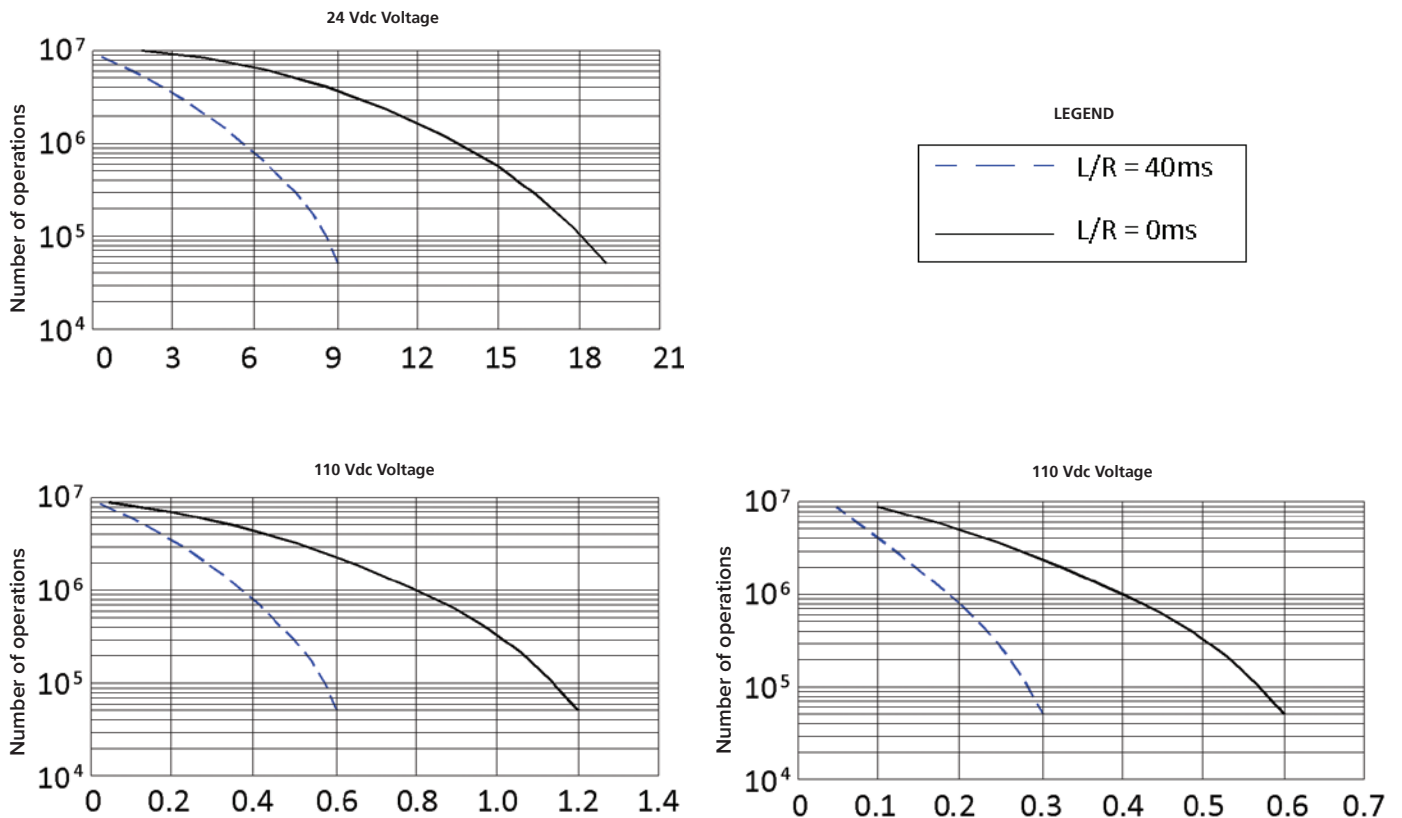 24 Vdc Voltage
Number of operations
10⁷
10⁶
10⁵
10⁴
0 3 6 9 12 15 18 21
LEGEND
L/R = 40ms
L/R = 0ms
110 Vdc Voltage
Number of operations
10⁷
10⁶
10⁵
10⁴
0 0.2 0.4 0.6 0.8 1.0 1.2 1.4
110 Vdc Voltage
Number of operations
10⁷
10⁶
10⁵
10⁴
0 0.1 0.2 0.3 0.4 0.5 0.6 0.7